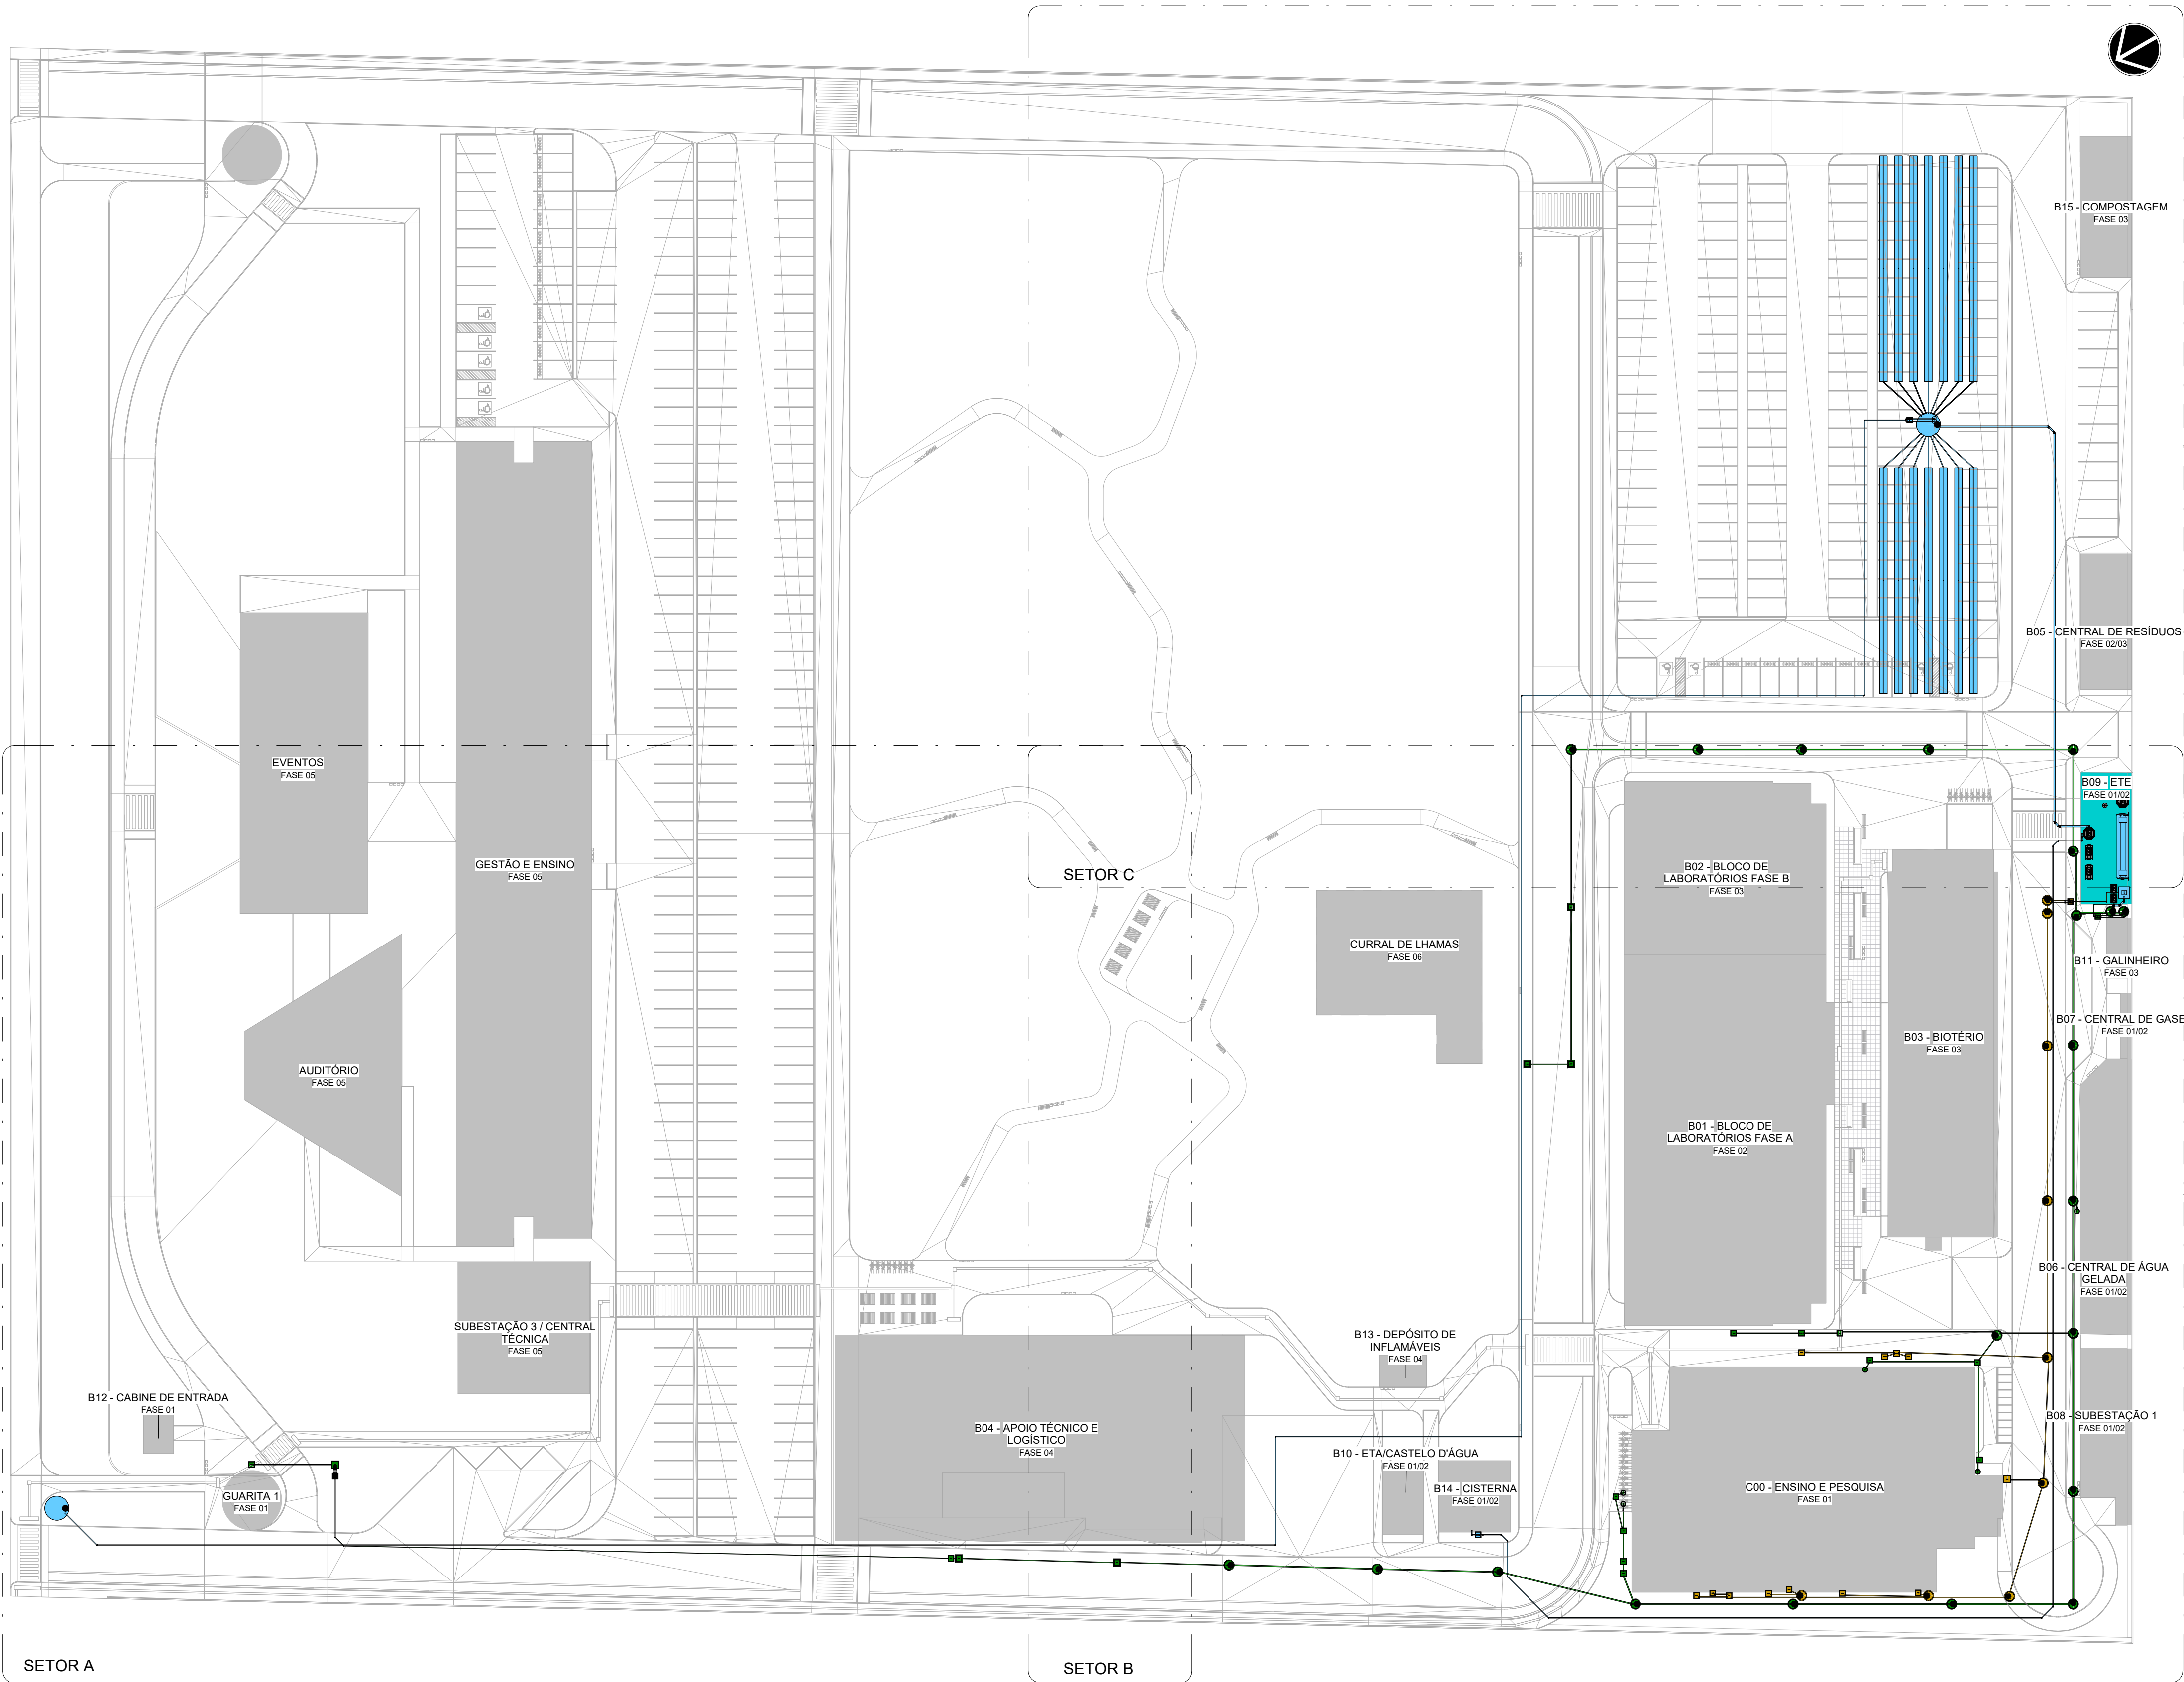 B15 - COMPOSTAGEM
FASE 03
B05 - CENTRAL DE RESÍDUOS
FASE 02/03
EVENTOS
FASE 05
B09 - ETE
FASE 01/02
GESTÃO E ENSINO
FASE 05
SETOR C
B02 - BLOCO DE
LABORATÓRIOS FASE B
FASE 03
CURRAL DE LHAMAS
FASE 06
B11 - GALINHEIRO
FASE 03
B07 - CENTRAL DE GASE
FASE 01/02
B03 - BIOTÉRIO
FASE 03
AUDITÓRIO
FASE 05
B01 - BLOCO DE
LABORATÓRIOS FASE A
FASE 02
B06 - CENTRAL DE ÁGUA
GELADA
FASE 01/02
SUBESTAÇÃO 3 / CENTRAL
TÉCNICA
FASE 05
B13 - DEPÓSITO DE
INFLAMÁVEIS
FASE 04
B12 - CABINE DE ENTRADA
FASE 01
B04 - APOIO TÉCNICO E
LOGÍSTICO
FASE 04
B08 - SUBESTAÇÃO 1
FASE 01/02
B10 - ETA/CASTELO D'ÁGUA
FASE 01/02
B14 - CISTERNA
FASE 01/02
C00 - ENSINO E PESQUISA
FASE 01
GUARITA 1
FASE 01
SETOR A
SETOR B